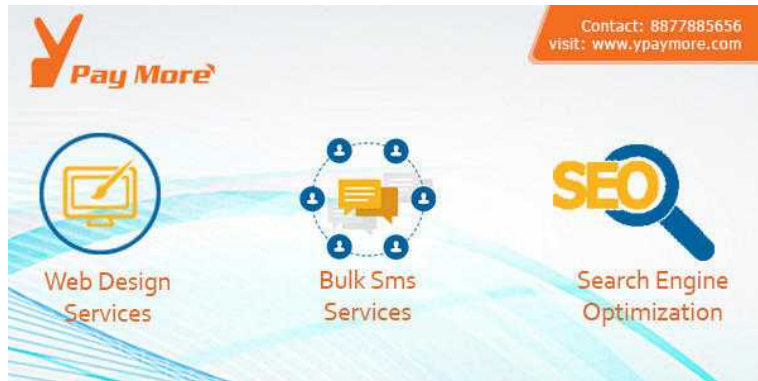 Y
Pay More
Contact: 8877885656
visit: www.ypaymore.com
SEO
Web Design
Services
Bulk Sms
Services
Search Engine
Optimization